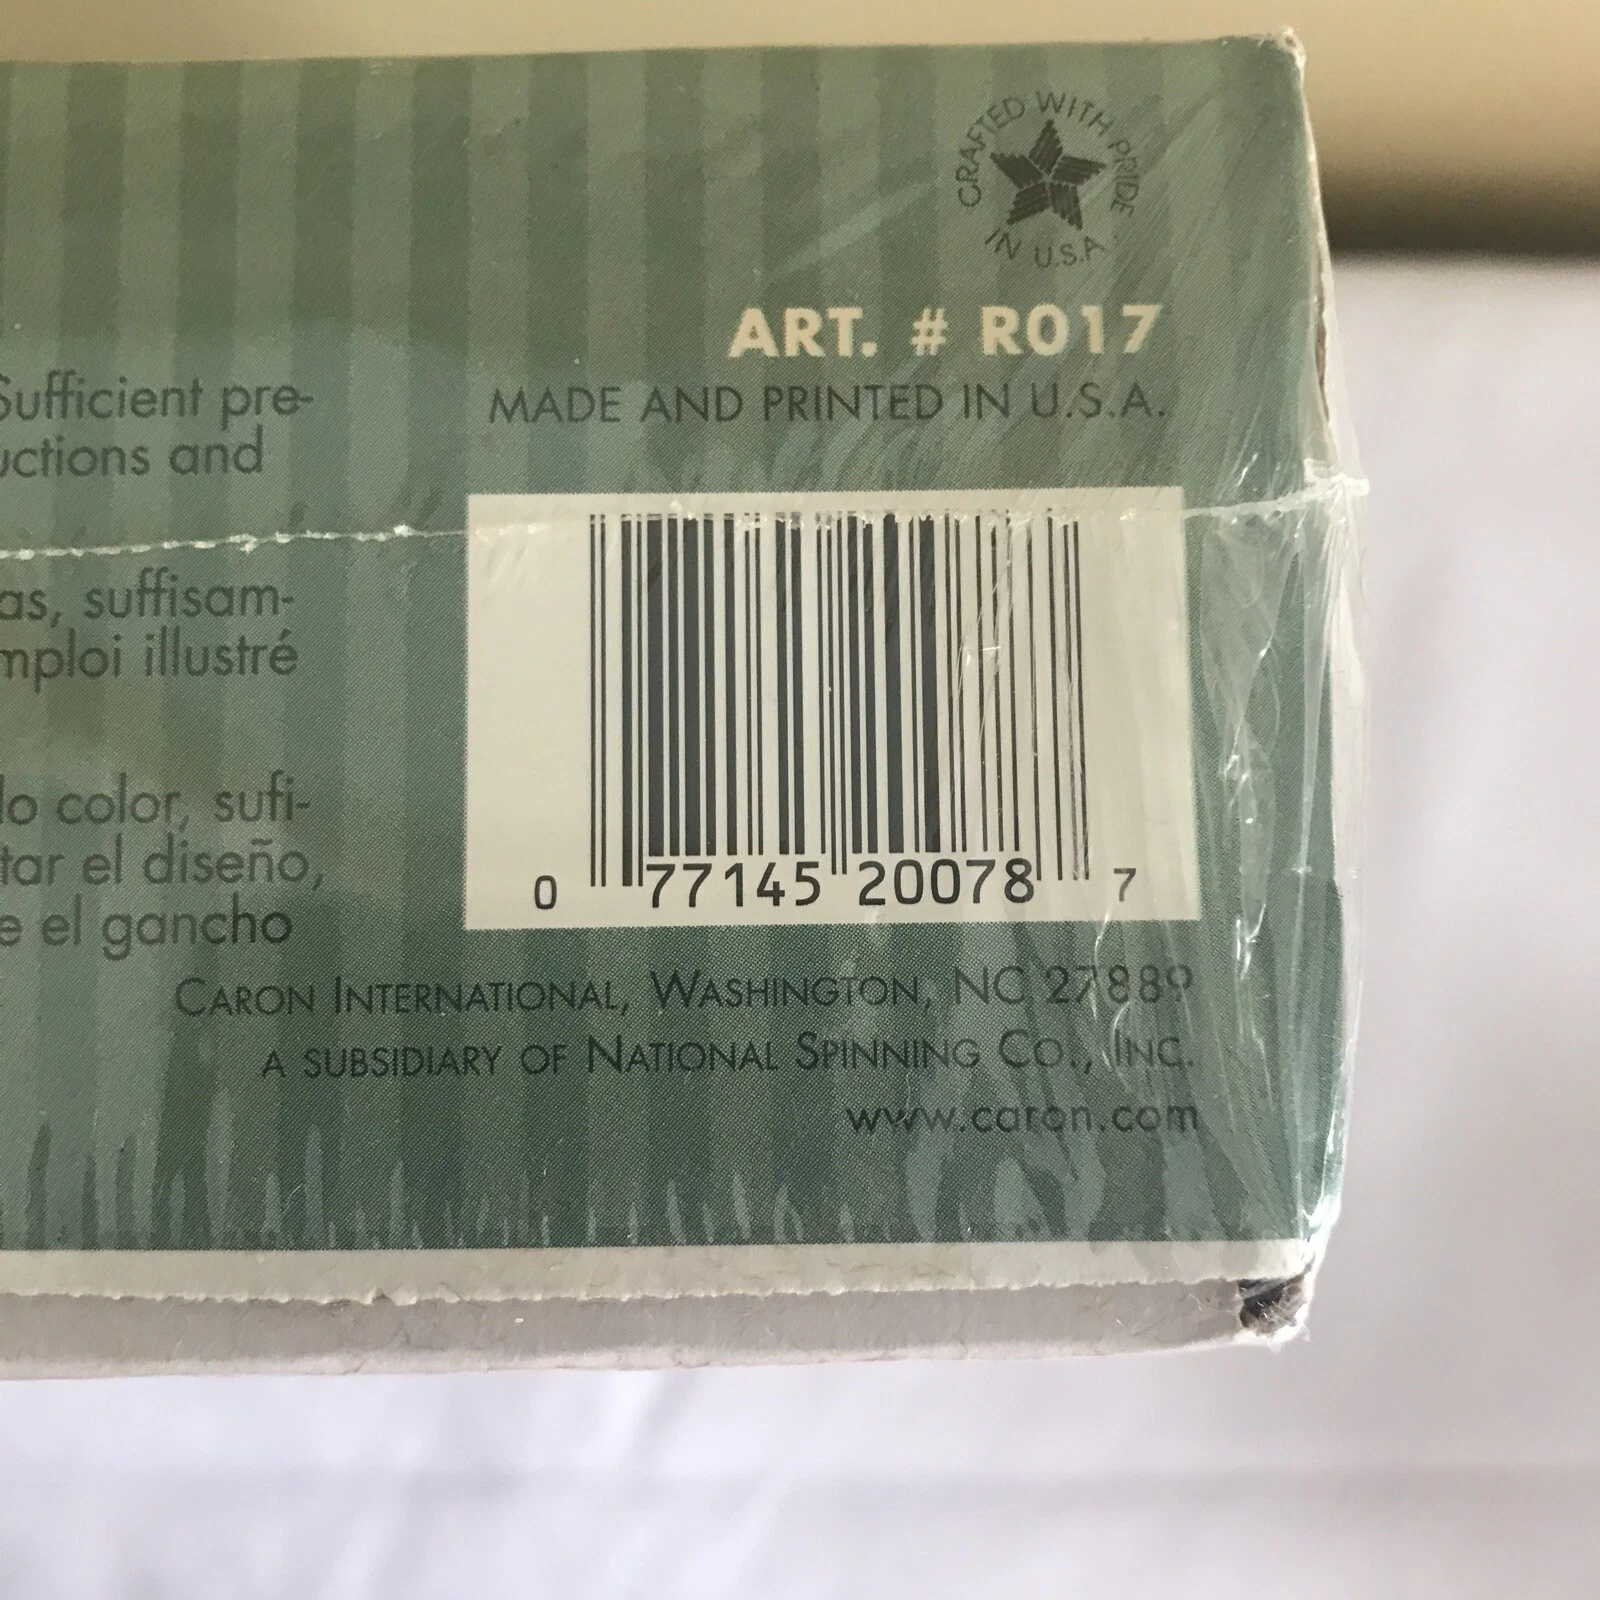 CRAFTED WITH PRIDE
IN U.S.A.
ART. # R017
MADE AND PRINTED IN U.S.A.
Sufficient pre-
uctions and
as, suffisam-
mploi illustré
lo color, sufi-
tar el diseño,
e el gancho
0 77145 20078 7
CARON INTERNATIONAL, WASHINGTON, NC 27889
A SUBSIDIARY OF NATIONAL SPINNING CO., INC.
www.caron.com